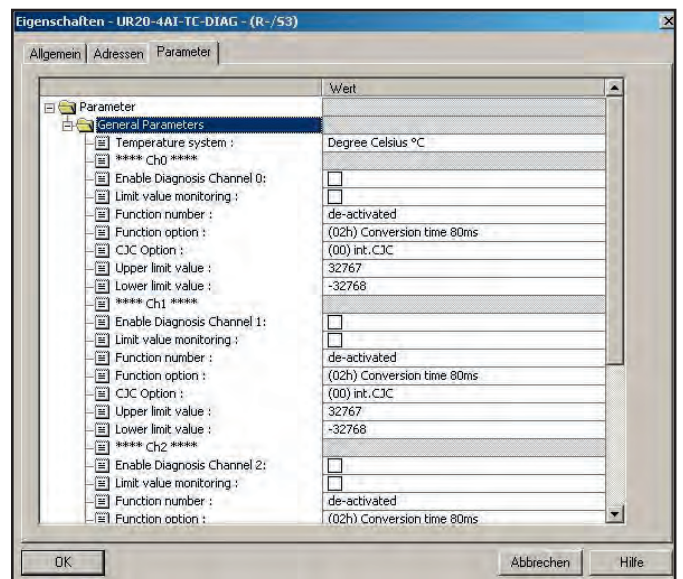 Eigenschaften - UR20-4AI-TC-DIAG - (R-/S3)
Allgemein Adressen Parameter
Wert
Parameter
General Parameters
Temperature system : Degree Celsius °C
**** Ch0 ****
Enable Diagnosis Channel 0:
Limit value monitoring :
Function number : de-activated
Function option : (02h) Conversion time 80ms
CJC Option : (00) int.CJC
Upper limit value : 32767
Lower limit value : -32768
**** Ch1 ****
Enable Diagnosis Channel 1:
Limit value monitoring :
Function number : de-activated
Function option : (02h) Conversion time 80ms
CJC Option : (00) int.CJC
Upper limit value : 32767
Lower limit value : -32768
**** Ch2 ****
Enable Diagnosis Channel 2:
Limit value monitoring :
Function number : de-activated
Function option : (02h) Conversion time 80ms
OK Abbrechen Hilfe